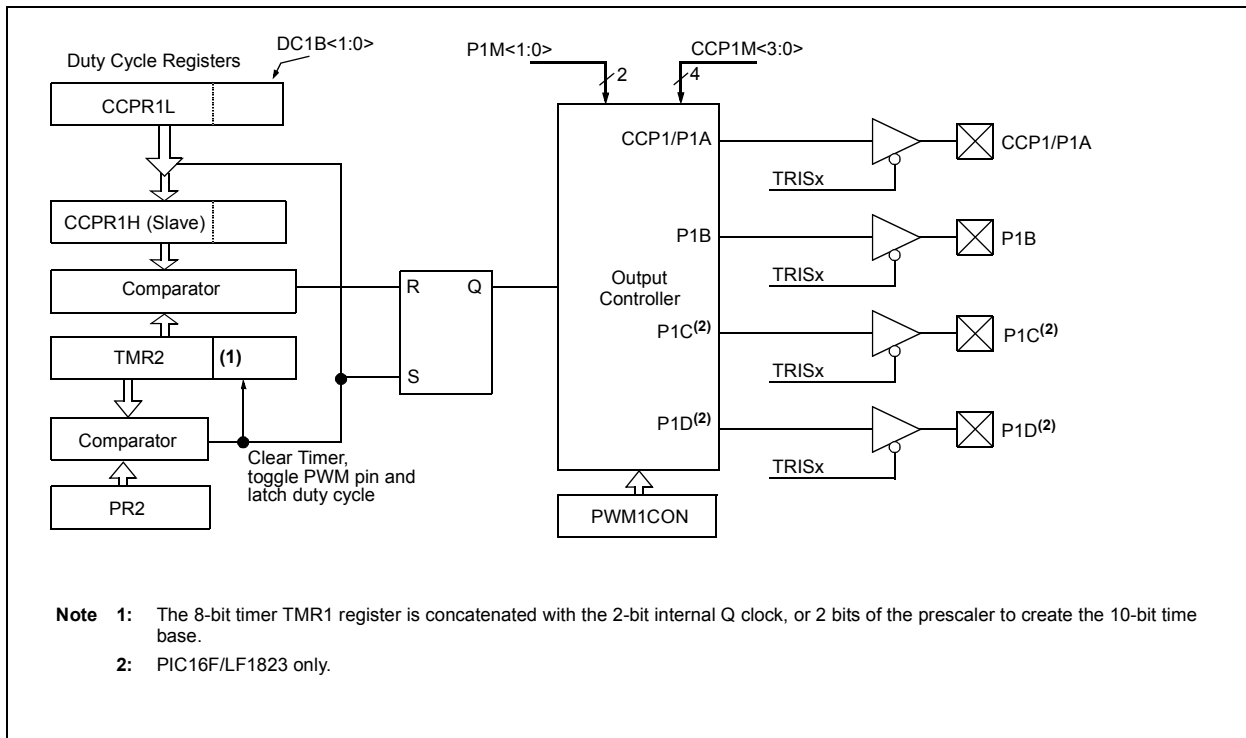 DC1B<1:0>
Duty Cycle Registers
CCPR1L
CCPR1H (Slave)
Comparator
TMR2
(1)
Comparator
Clear Timer,
toggle PWM pin and
latch duty cycle
PR2
R
Q
S
P1M<1:0>
2
CCP1M<3:0>
4
Output
Controller
CCP1/P1A
TRISx
CCP1/P1A
P1B
TRISx
P1B
P1C(2)
TRISx
P1C(2)
P1D(2)
TRISx
P1D(2)
PWM1CON
Note 1: The 8-bit timer TMR1 register is concatenated with the 2-bit internal Q clock, or 2 bits of the prescaler to create the 10-bit time
base.
2: PIC16F/LF1823 only.